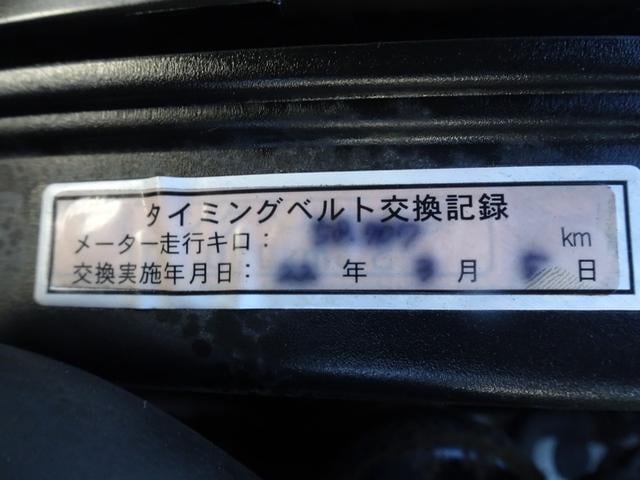 タイミングベルト交換記録
メーター走行キロ： km
交換実施年月日： 年 月 日